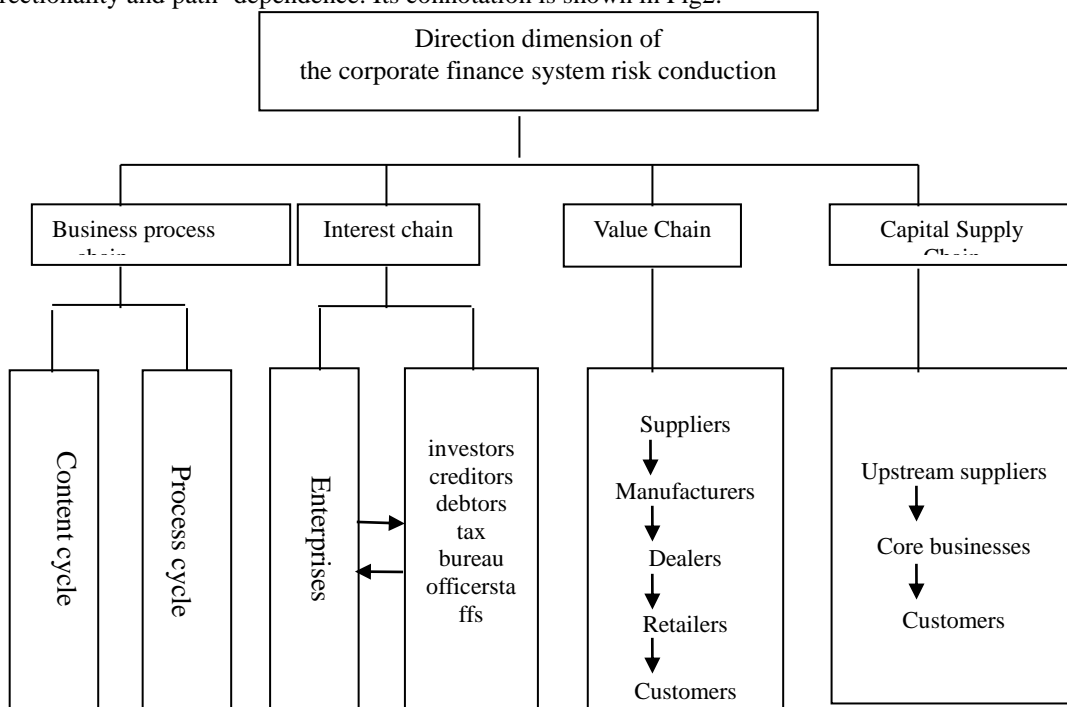 rectionality and path- dependence. Its connotation is shown in Fig2.
Direction dimension of
the corporate finance system risk conduction
Business process
chain
Interest chain
Value Chain
Capital Supply
Chain
Content cycle
Process cycle
Enterprises
investors
creditors
debtors
tax
bureau
officersta
ffs
Suppliers
Manufacturers
Dealers
Retailers
Customers
Upstream suppliers
Core businesses
Customers